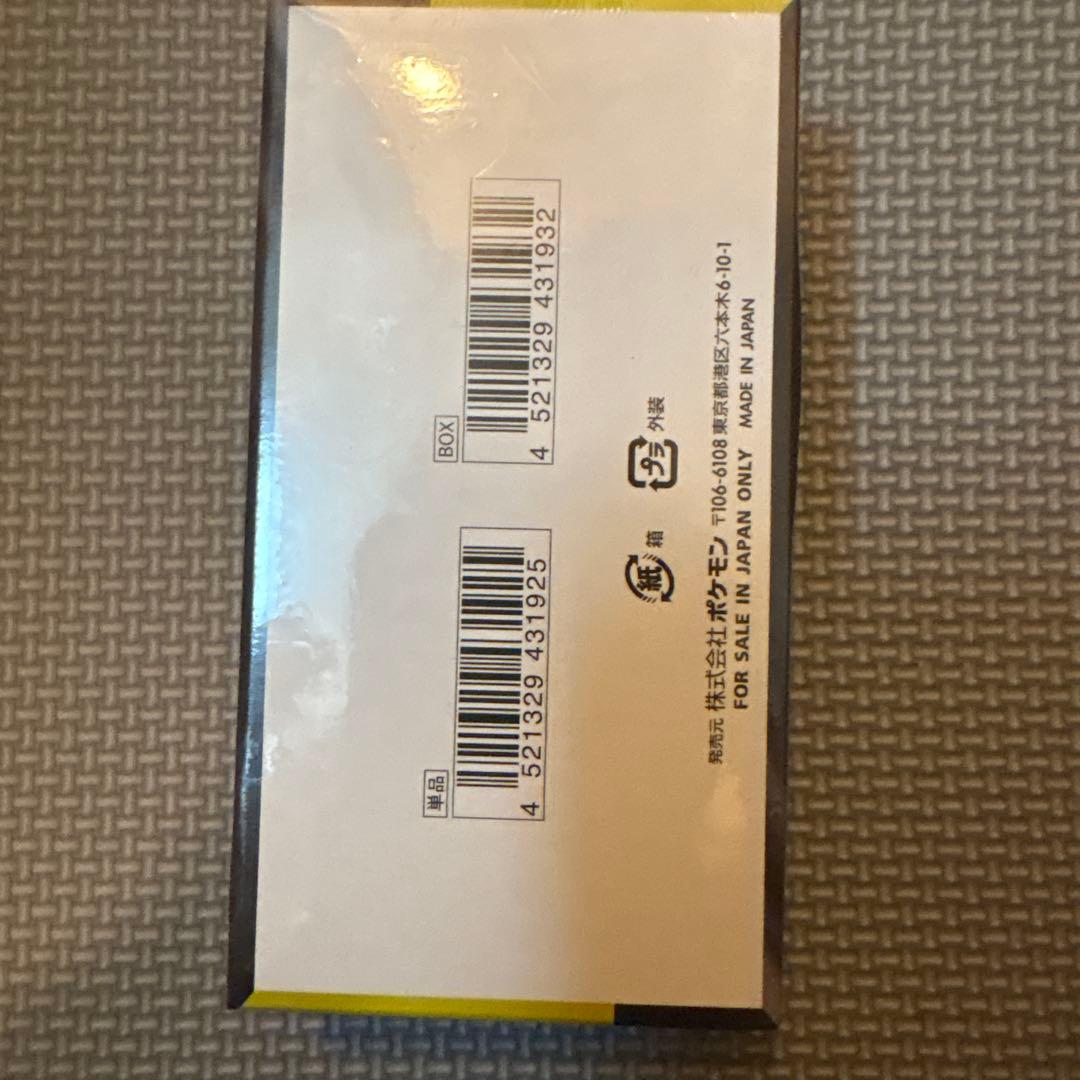 単品
4 521329 431925
BOX
4 521329 431932
紙 箱
プラ 外装
発売元 株式会社ポケモン 〒106-6108 東京都港区六本木6-10-1
FOR SALE IN JAPAN ONLY MADE IN JAPAN